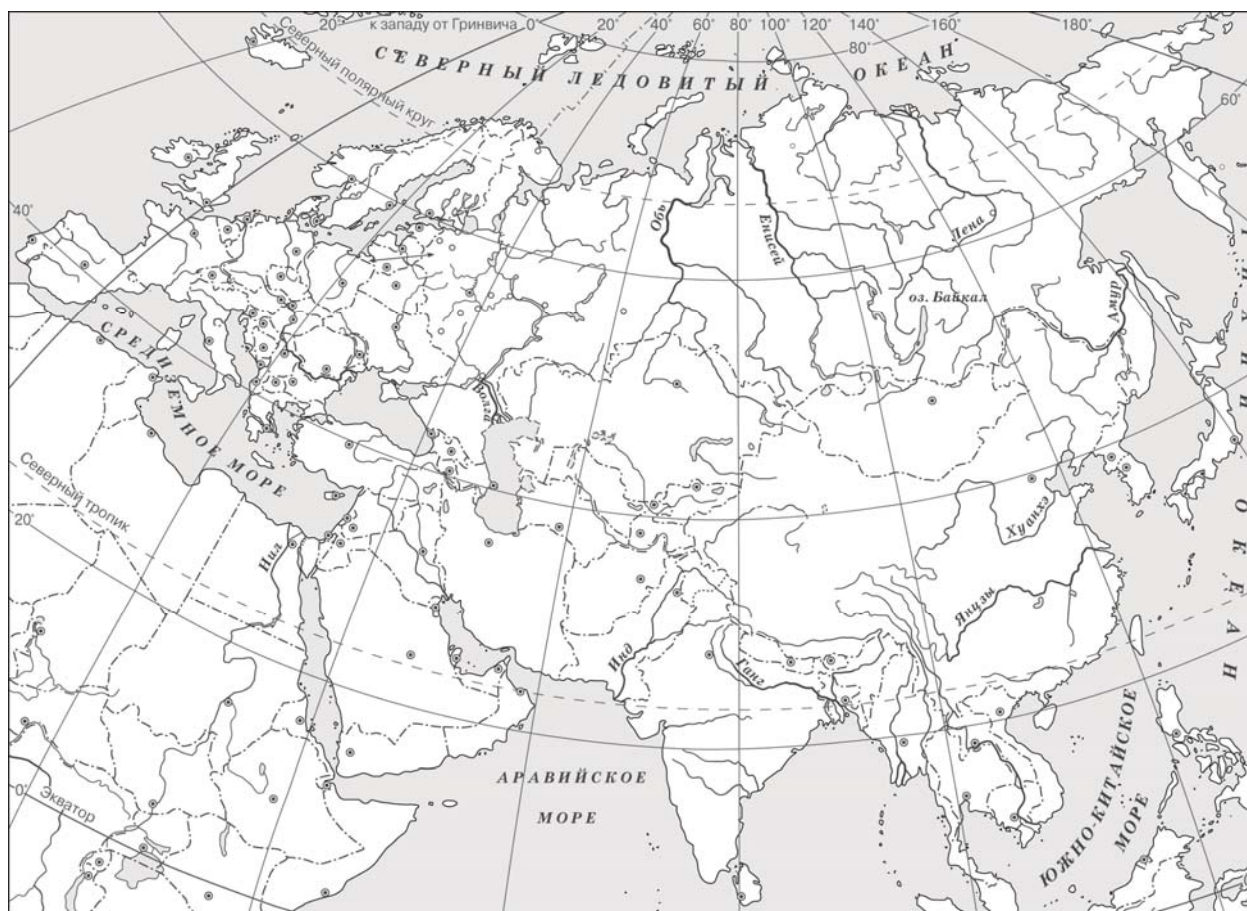 20° к западу от Гринвича 0° 20° 40° 60° 80° 100° 120° 140° 160° 180°
80°
60°
40°
20°
0°
Северный полярный круг
СЕВЕРНЫЙ ЛЕДОВИТЫЙ ОКЕАН
Обь
Енисей
Лена
оз. Байкал
Амур
Волга
СРЕДИЗЕМНОЕ МОРЕ
Северный тропик
Нил
Хуанхэ
Янцзы
Инд
Ганг
АРАВИЙСКОЕ
МОРЕ
Экватор
ЮЖНО-КИТАЙСКОЕ
МОРЕ
ОКЕАН